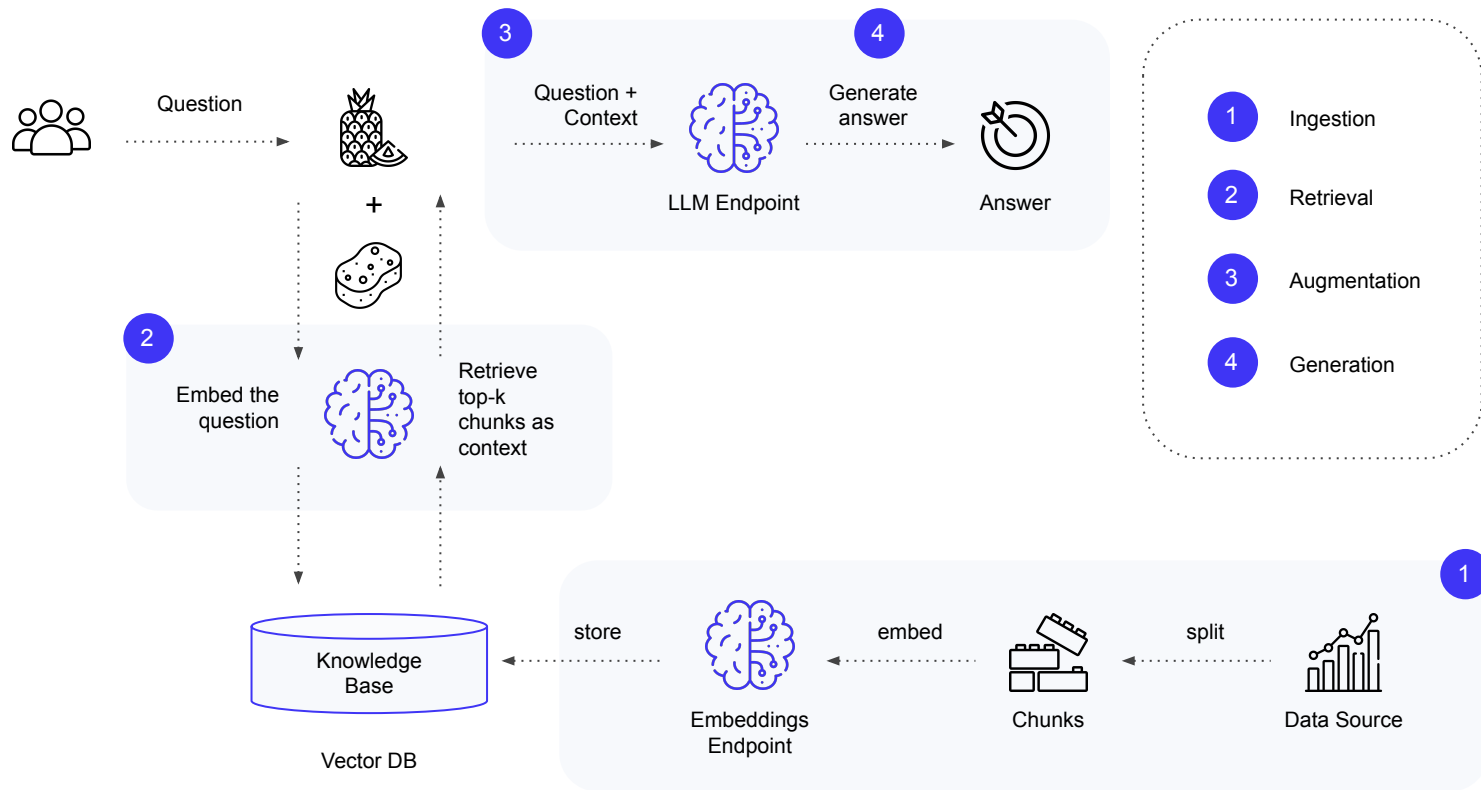 3
4
Question
Question +
Context
Generate
answer
LLM Endpoint
Answer
+
1
Ingestion
2
Retrieval
3
Augmentation
4
Generation
2
Embed the
question
Retrieve
top-k
chunks as
context
1
Knowledge
Base
Vector DB
store
embed
split
Embeddings
Endpoint
Chunks
Data Source